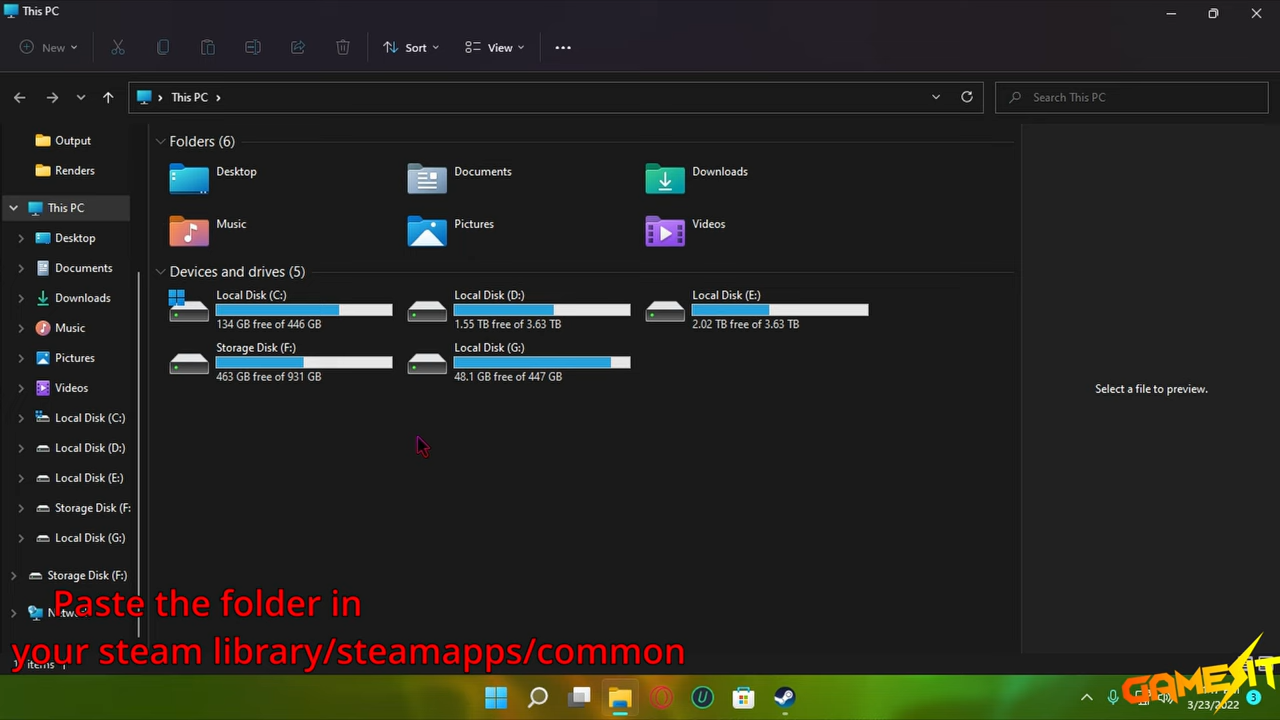 This PC
New
Sort
View
This PC
Search This PC
Output
Renders
This PC
Desktop
Documents
Downloads
Music
Pictures
Videos
Local Disk (C:)
Local Disk (D:)
Local Disk (E:)
Storage Disk (F:
Local Disk (G:)
Storage Disk (F:)
Folders (6)
Desktop
Documents
Downloads
Music
Pictures
Videos
Devices and drives (5)
Local Disk (C:)
134 GB free of 446 GB
Local Disk (D:)
1.55 TB free of 3.63 TB
Local Disk (E:)
2.02 TB free of 3.63 TB
Storage Disk (F:)
463 GB free of 931 GB
Local Disk (G:)
48.1 GB free of 447 GB
Select a file to preview.
Paste the folder in
your steam library/steamapps/common
items
GAMERIT
3/23/2022
3